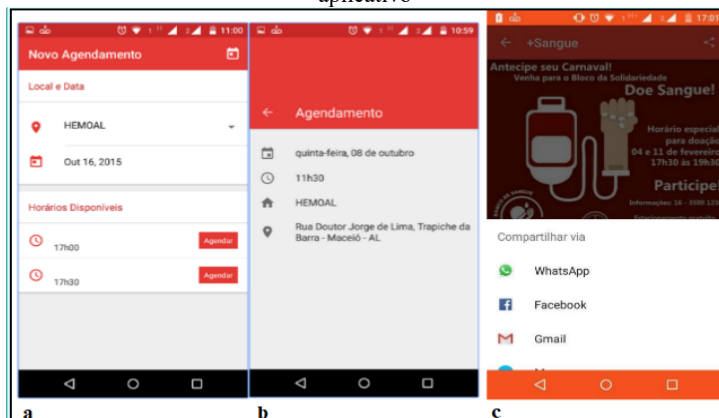 aplicativo
11:00
Novo Agendamento
Local e Data
HEMOAL
Out 16, 2015
Horários Disponíveis
17h00
Agendar
17h30
Agendar
a
10:59
Agendamento
quinta-feira, 08 de outubro
11h30
HEMOAL
Rua Doutor Jorge de Lima, Trapiche da
Barra - Maceió - AL
b
17:01
+Sangue
Antecipe seu Carnaval!
Venha para o Bloco da Solidariedade
Doe Sangue!
Horário especial
para doação
04 e 11 de fevereiro
17h30 às 19h30
Participe!
Compartilhar via
WhatsApp
Facebook
Gmail
c